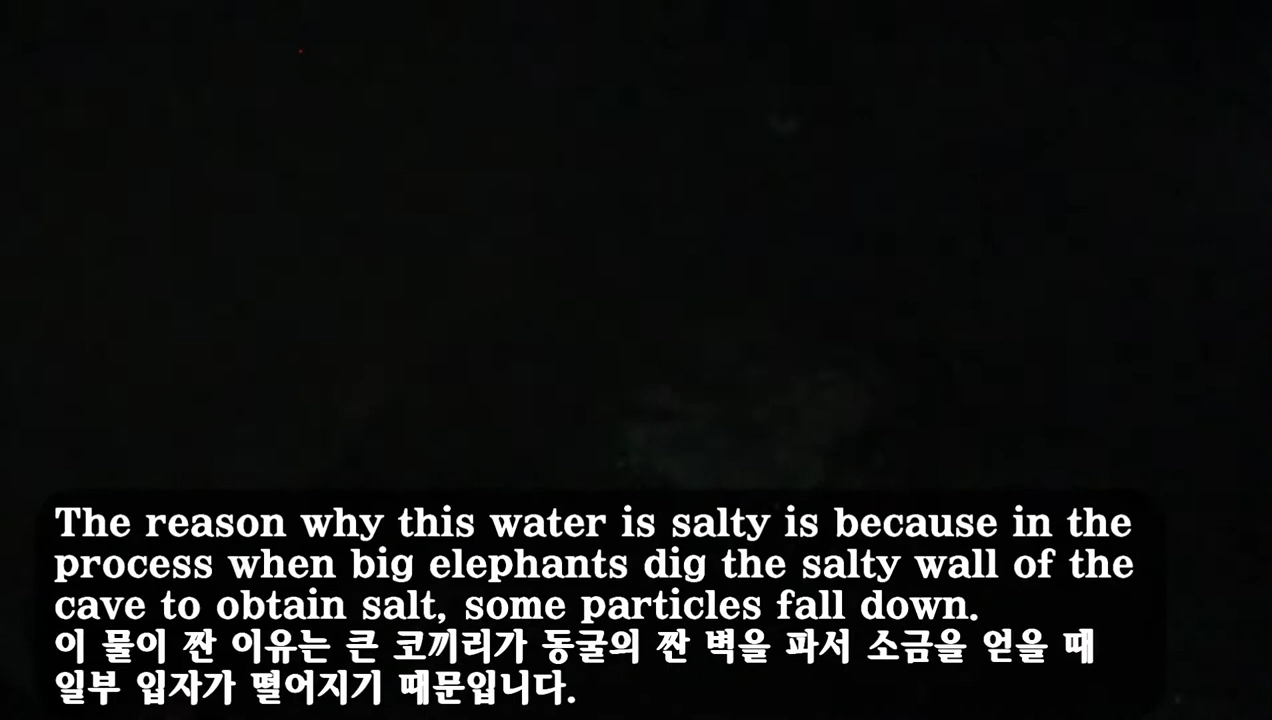 The reason why this water is salty is because in the
process when big elephants dig the salty wall of the
cave to obtain salt, some particles fall down.
이 물이 짠 이유는 큰 코끼리가 동굴의 짠 벽을 파서 소금을 얻을 때
일부 입자가 떨어지기 때문입니다.